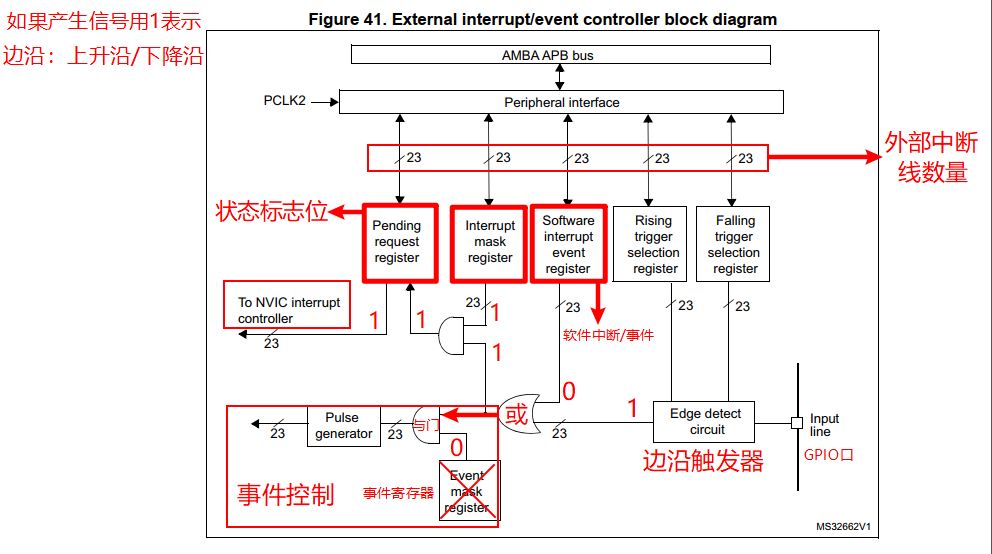 如果产生信号用1表示
边沿：上升沿/下降沿
Figure 41. External interrupt/event controller block diagram
AMBA APB bus
PCLK2
Peripheral interface
23
23
23
23
23
外部中断
线数量
状态标志位
Pending
request
register
Interrupt
mask
register
Software
interrupt
event
register
Rising
trigger
selection
register
Falling
trigger
selection
register
To NVIC interrupt
controller
23
1
1
23
1
1
23
软件中断/事件
23
23
0
或
1
23
Edge detect
circuit
Input
line
GPIO口
边沿触发器
23
Pulse
generator
23
与门
0
事件控制
事件寄存器
Event
mask
register
MS32662V1